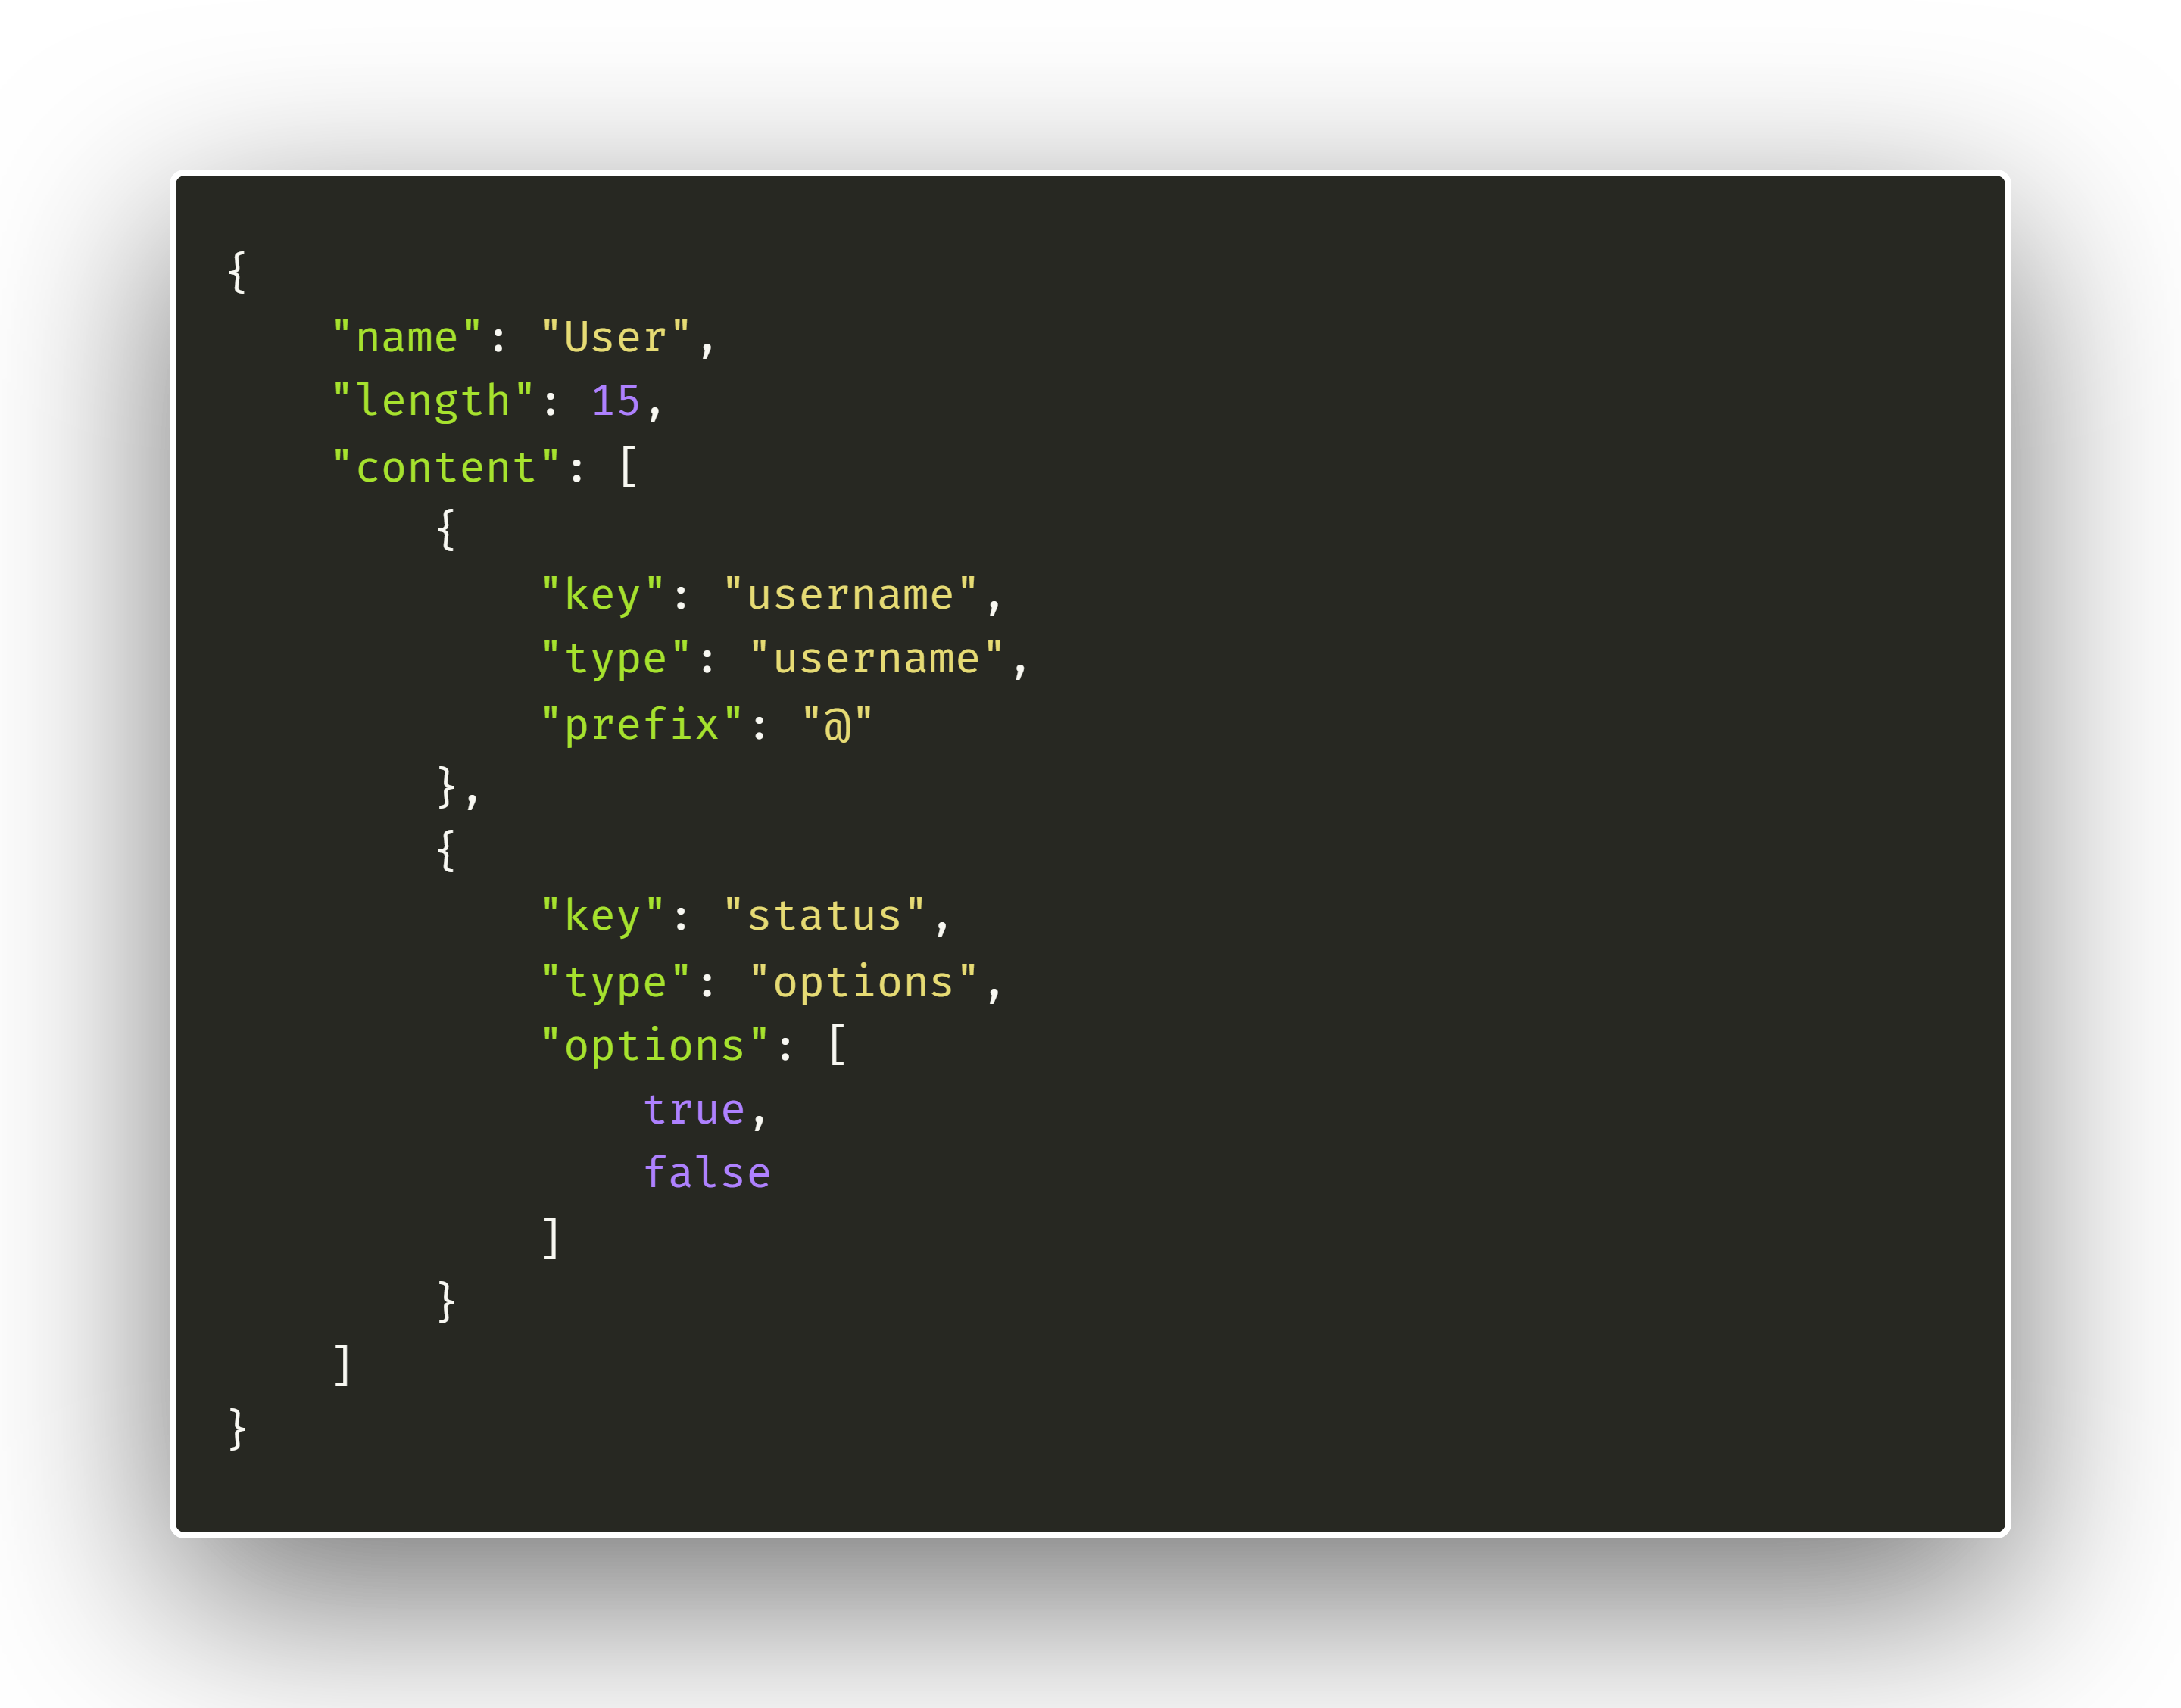 {
    "name": "User",
    "length": 15,
    "content": [
        {
            "key": "username",
            "type": "username",
            "prefix": "@"
        },
        {
            "key": "status",
            "type": "options",
            "options": [
                true,
                false
            ]
        }
    ]
}